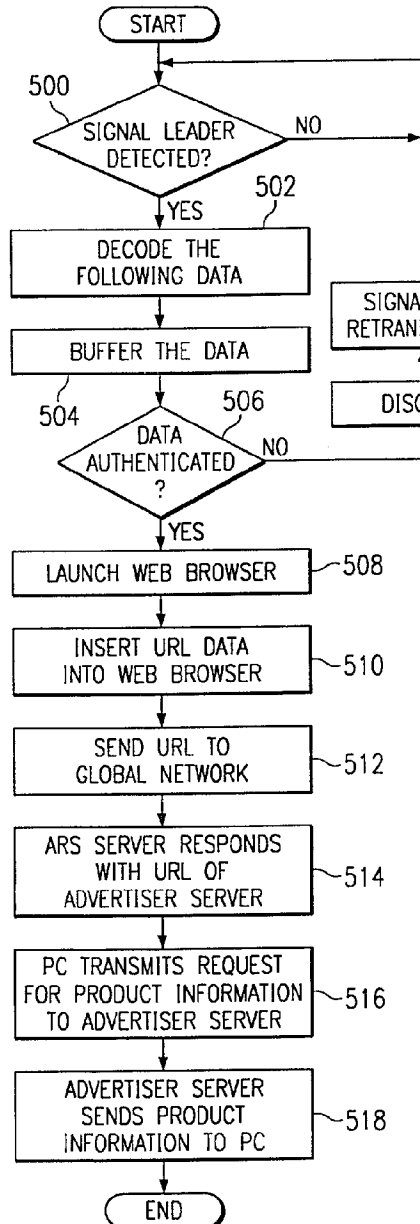 START
500
SIGNAL LEADER
DETECTED?
NO
YES
502
DECODE THE
FOLLOWING DATA
BUFFER THE DATA
504
506
DATA
AUTHENTICATED
?
NO
YES
LAUNCH WEB BROWSER
508
INSERT URL DATA
INTO WEB BROWSER
510
SEND URL TO
GLOBAL NETWORK
512
ARS SERVER RESPONDS
WITH URL OF
ADVERTISER SERVER
514
PC TRANSMITS REQUEST
FOR PRODUCT INFORMATION
TO ADVERTISER SERVER
516
ADVERTISER SERVER
SENDS PRODUCT
INFORMATION TO PC
518
END